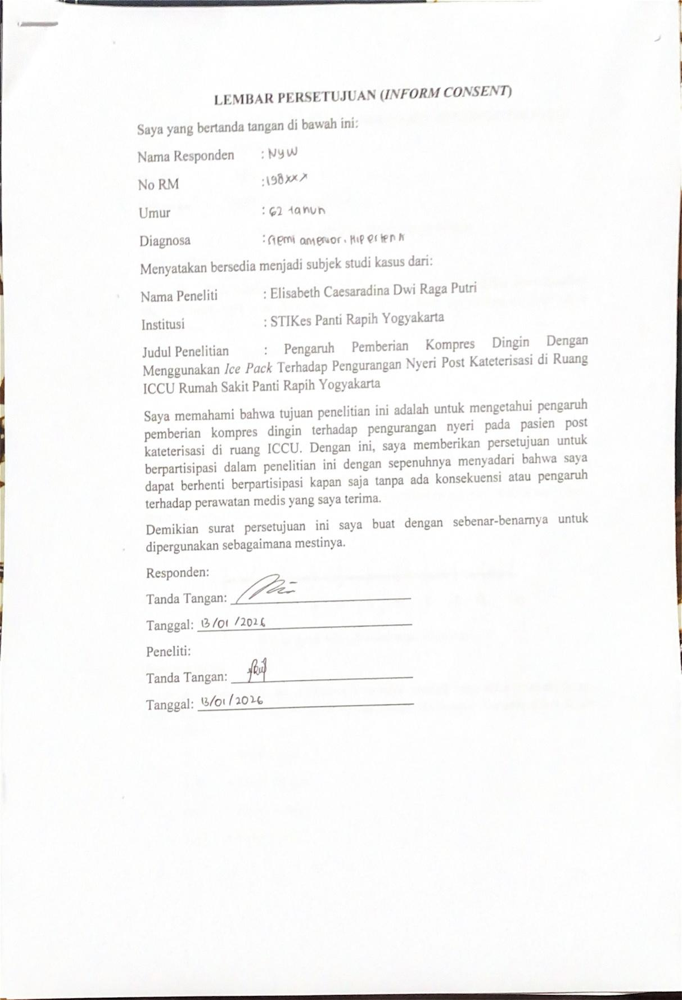 LEMBAR PERSETUJUAN (INFORM CONSENT)
Saya yang bertanda tangan di bawah ini:
Nama Responden : NyW
No RM :198xxx
Umur : 62 tahun
Diagnosa :
Menyatakan bersedia menjadi subjek studi kasus dari:
Nama Peneliti : Elisabeth Caesaradina Dwi Raga Putri
Institusi : STIKes Panti Rapih Yogyakarta
Judul Penelitian : Pengaruh Pemberian Kompres Dingin Dengan
Menggunakan Ice Pack Terhadap Pengurangan Nyeri Post Kateterisasi di Ruang
ICCU Rumah Sakit Panti Rapih Yogyakarta
Saya memahami bahwa tujuan penelitian ini adalah untuk mengetahui pengaruh
pemberian kompres dingin terhadap pengurangan nyeri pada pasien post
kateterisasi di ruang ICCU. Dengan ini, saya memberikan persetujuan untuk
berpartisipasi dalam penelitian ini dengan sepenuhnya menyadari bahwa saya
dapat berhenti berpartisipasi kapan saja tanpa ada konsekuensi atau pengaruh
terhadap perawatan medis yang saya terima.
Demikian surat persetujuan ini saya buat dengan sebenar-benarnya untuk
dipergunakan sebagaimana mestinya.
Responden:
Tanda Tangan:
Tanggal: 13/01/2026
Peneliti:
Tanda Tangan:
Tanggal: 13/01/2026